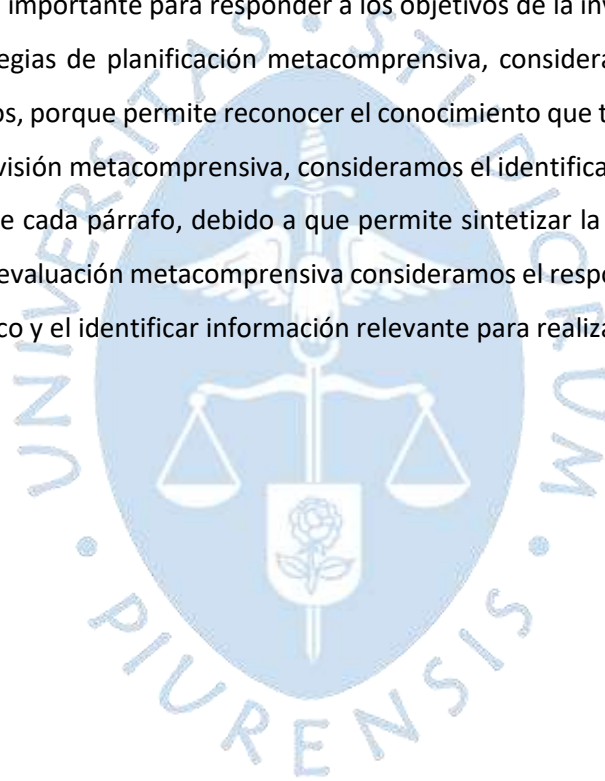 importante para responder a los objetivos de la inv
egias de planificación metacomprensiva, considera
os, porque permite reconocer el conocimiento que t
visión metacomprensiva, consideramos el identifica
e cada párrafo, debido a que permite sintetizar la
evaluación metacomprensiva consideramos el respo
co y el identificar información relevante para realiza
UNIVERSITAS • STUDIORUM • PIURENSIS •